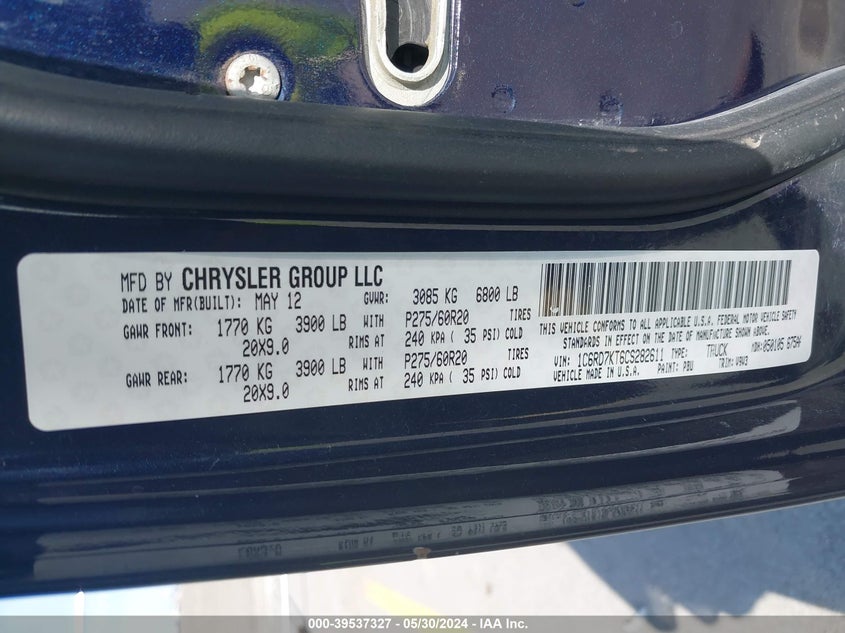 MFD BY CHRYSLER GROUP LLC
DATE OF MFR(BUILT): MAY 12 GVWR: 3085 KG 6800 LB
GAWR FRONT: 1770 KG 3900 LB WITH P275/60R20 TIRES
20X9.0 RIMS AT 240 KPA ( 35 PSI) COLD
GAWR REAR: 1770 KG 3900 LB WITH P275/60R20 TIRES
20X9.0 RIMS AT 240 KPA ( 35 PSI) COLD
THIS VEHICLE CONFORMS TO ALL APPLICABLE FEDERAL MOTOR VEHICLE SAFETY
STANDARDS IN EFFECT ON THE DATE OF MANUFACTURE SHOWN ABOVE.
VIN: 1C6RD7KT6CS282611 TYPE: TRUCK MDH: 050105
VEHICLE MADE IN U.S.A. PAINT: PBU TRIM: V9V3
000-39537327 - 05/30/2024 - IAA Inc.